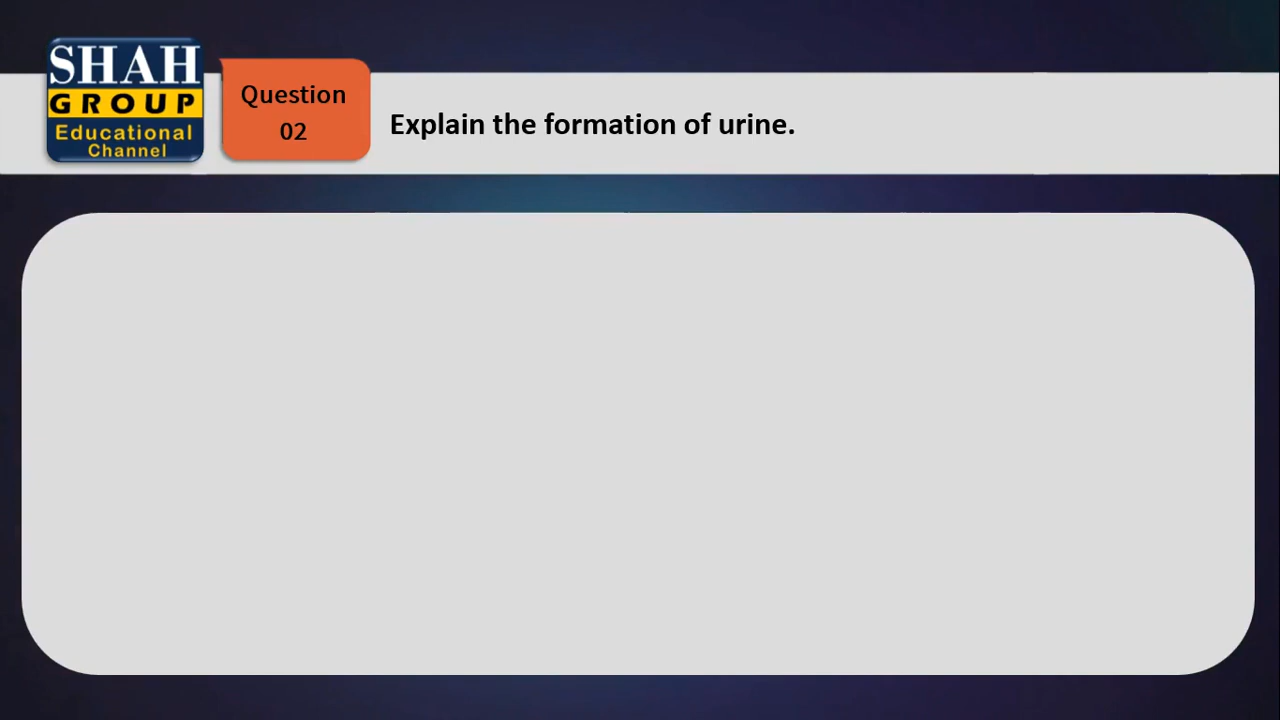 SHAH
GROUP
Educational
Channel
Question
02
Explain the formation of urine.